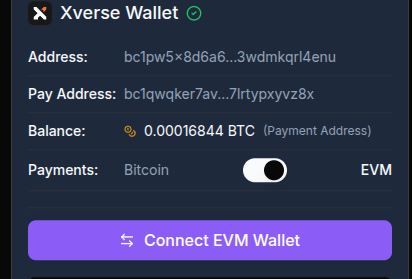 Xverse Wallet
Address: bc1pw5×8d6a6...3wdmkqrl4enu
Pay Address: bc1qwqker7av...7lrtypxyvz8x
Balance: 0.00016844 BTC (Payment Address)
Payments: Bitcoin EVM
Connect EVM Wallet